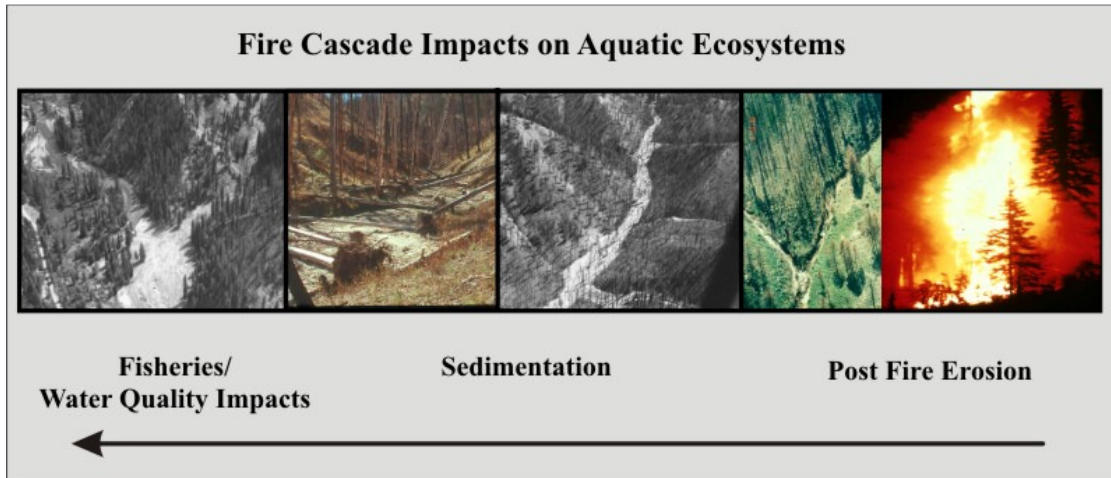 Fire Cascade Impacts on Aquatic Ecosystems
Fisheries/
Water Quality Impacts
Sedimentation
Post Fire Erosion